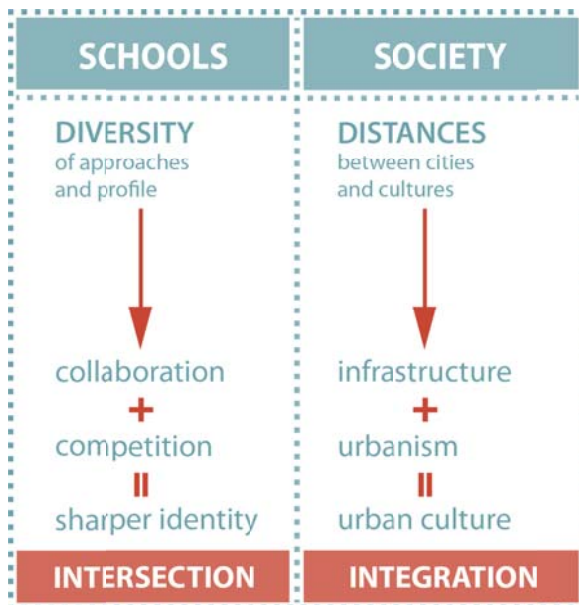 SCHOOLS
DIVERSITY
of approaches
and profile
collaboration
+
competition
=
sharper identity
INTERSECTION
SOCIETY
DISTANCES
between cities
and cultures
infrastructure
+
urbanism
=
urban culture
INTEGRATION